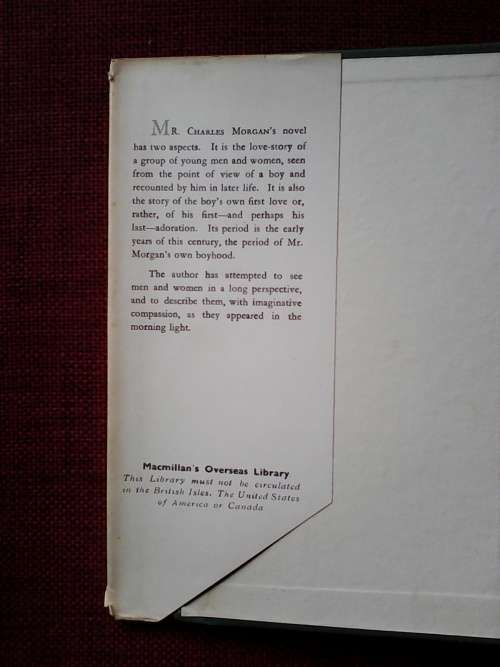 MR. CHARLES MORGAN'S novel
has two aspects. It is the love-story of
a group of young men and women, seen
from the point of view of a boy and
recounted by him in later life. It is also
the story of the boy's own first love or,
rather, of his first—and perhaps his
last—adoration. Its period is the early
years of this century, the period of Mr.
Morgan's own boyhood.
The author has attempted to see
men and women in a long perspective,
and to describe them, with imaginative
compassion, as they appeared in the
morning light.
Macmillan's Overseas Library
This Library must not be circulated
in the British Isles. The United States
of America or Canada